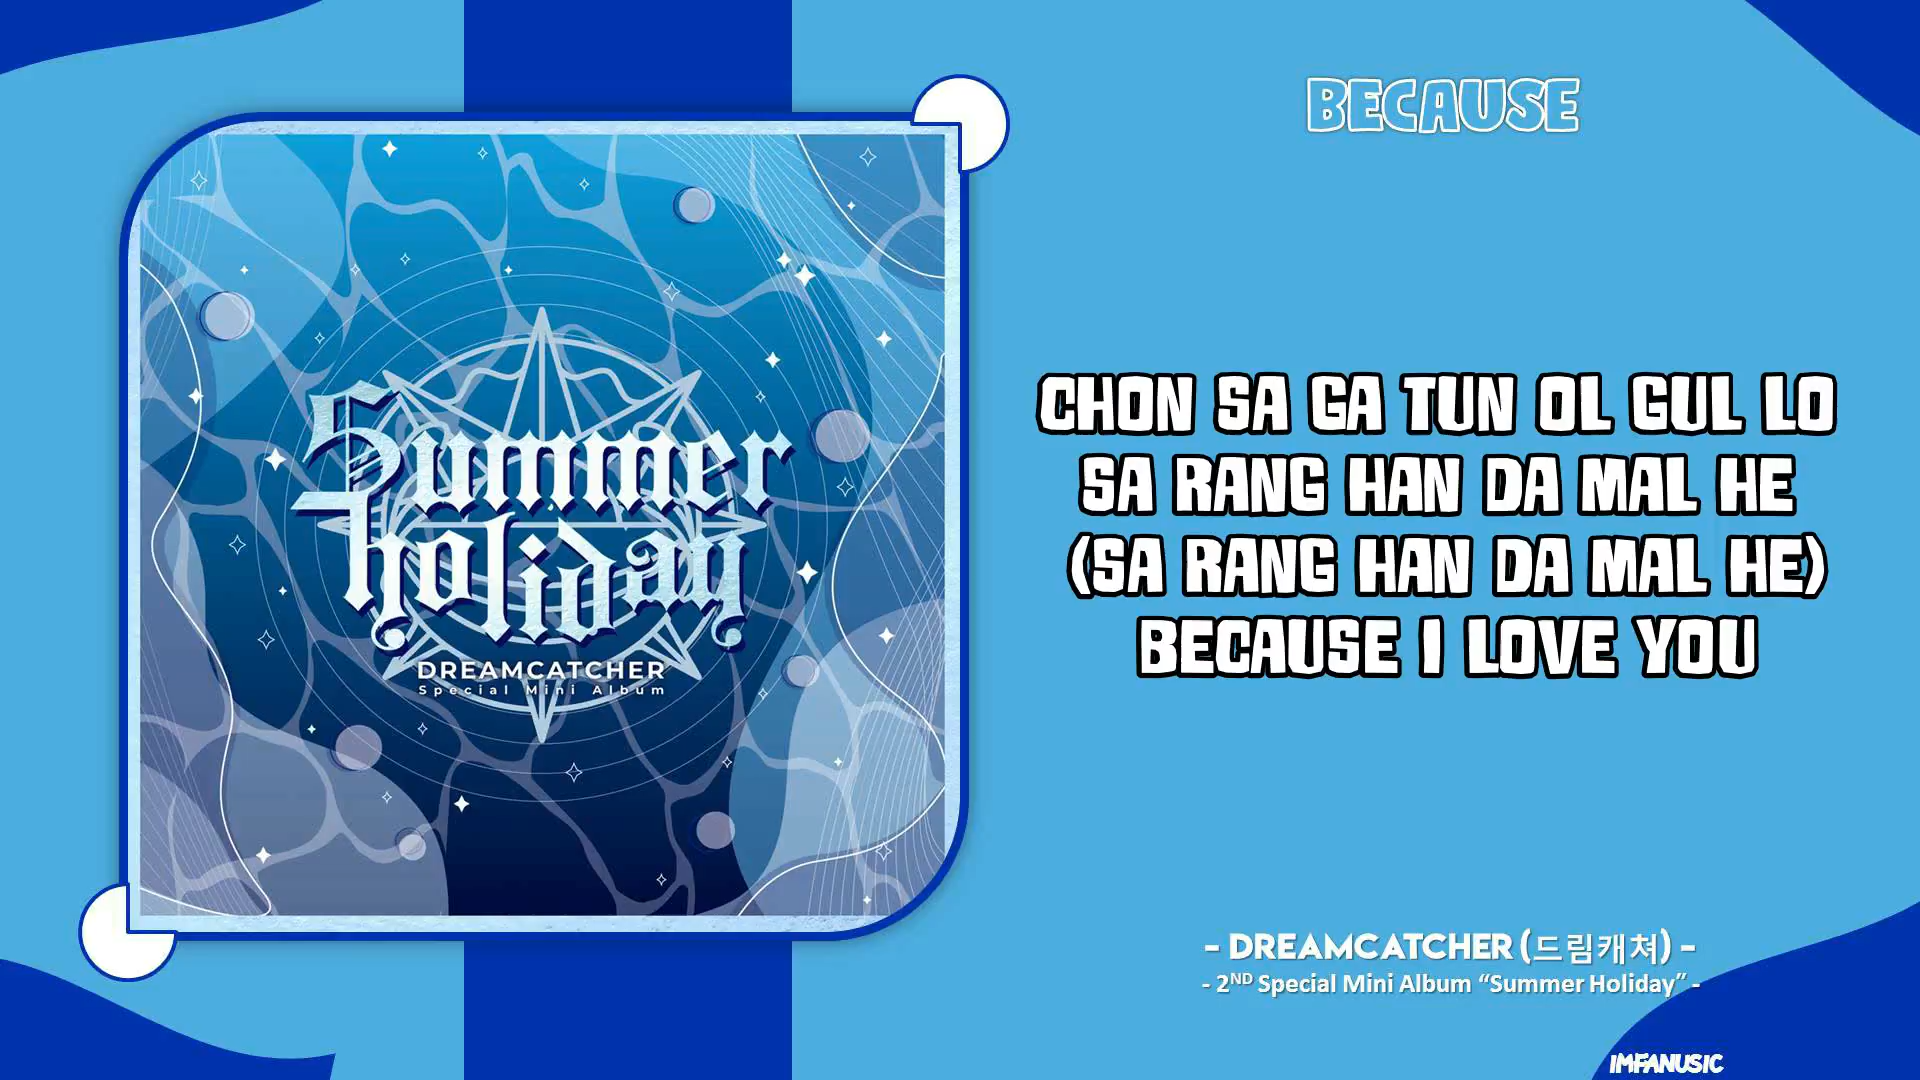 BECAUSE
Summer
holiday
DREAMCATCHER
Special Mini Album
CHON SA GA TUN OL GUL LO
SA RANG HAN DA MAL HE
(SA RANG HAN DA MAL HE)
BECAUSE I LOVE YOU
- DREAMCATCHER (드림캐쳐) -
- 2ND Special Mini Album “Summer Holiday” -
IMFANUSIC